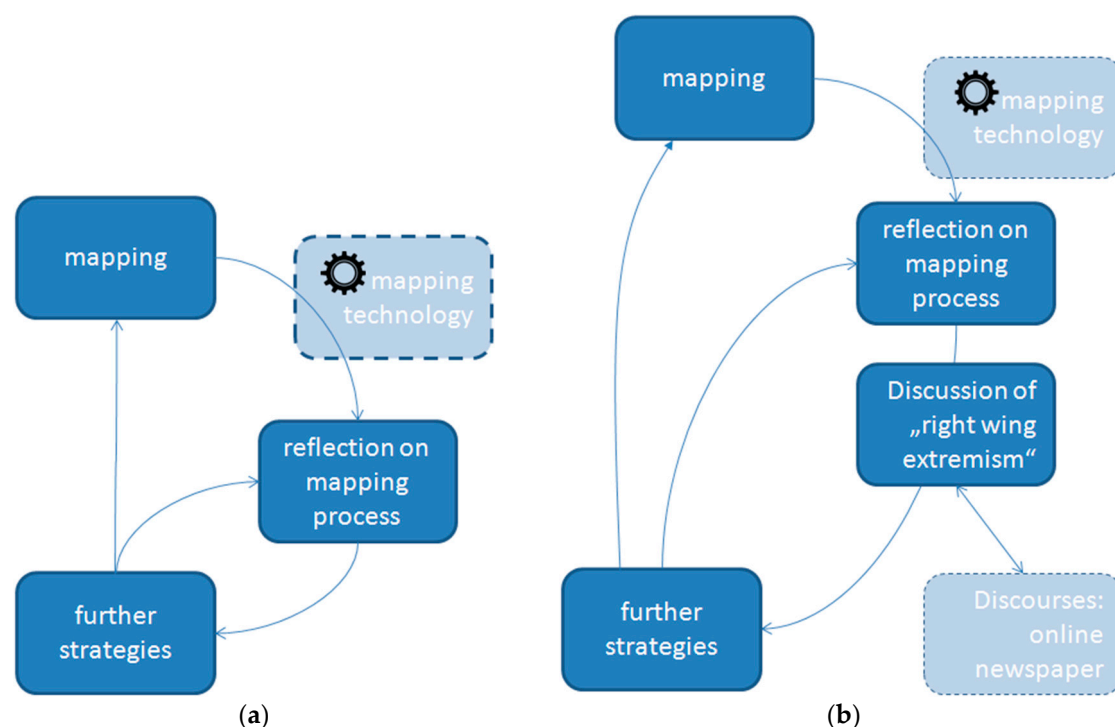 mapping
mapping
technology
reflection on
mapping
process
further
strategies
(a)
mapping
mapping
technology
reflection on
mapping
process
Discussion of
„right wing
extremism“
further
strategies
Discourses:
online
newspaper
(b)